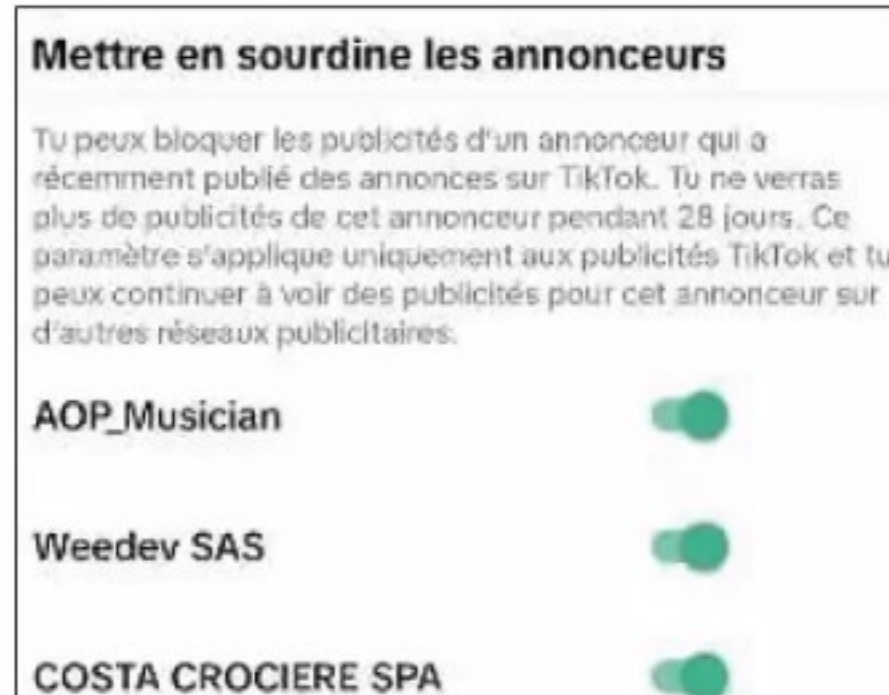 Mettre en sourdine les annonceurs
Tu peux bloquer les publicités d'un annonceur qui a
récemment publié des annonces sur TikTok. Tu ne verras
plus de publicités de cet annonceur pendant 28 jours. Ce
paramètre s'applique uniquement aux publicités TikTok et tu
peux continuer à voir des publicités pour cet annonceur sur
d'autres réseaux publicitaires.
AOP_Musician
Weedev SAS
COSTA CROCIERE SPA